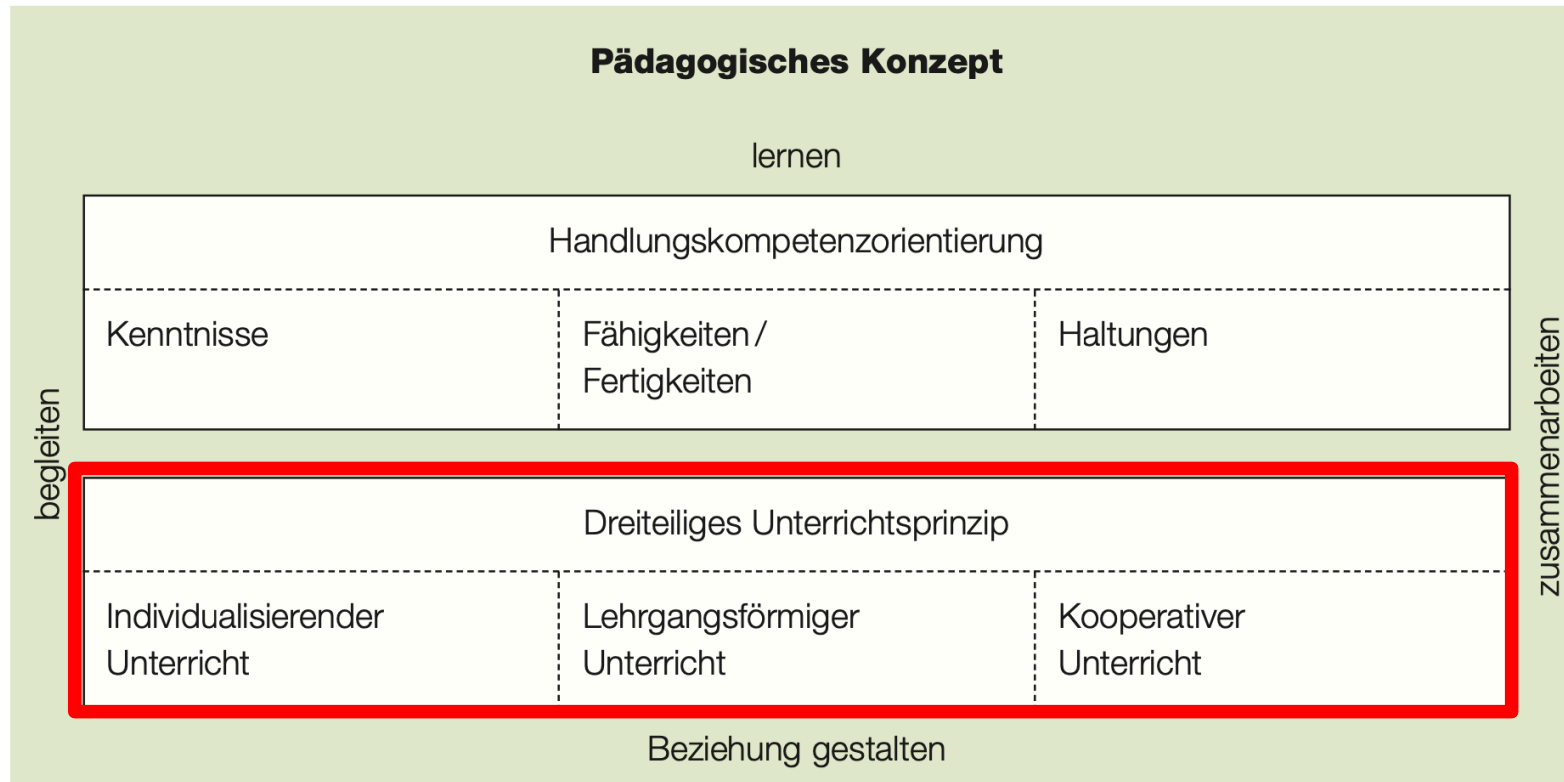 Pädagogisches Konzept
lernen
Handlungskompetenzorientierung
Kenntnisse
Fähigkeiten /
Fertigkeiten
Haltungen
begleiten
zusammenarbeiten
Dreiteiliges Unterrichtsprinzip
Individualisierender
Unterricht
Lehrgangsförmiger
Unterricht
Kooperativer
Unterricht
Beziehung gestalten